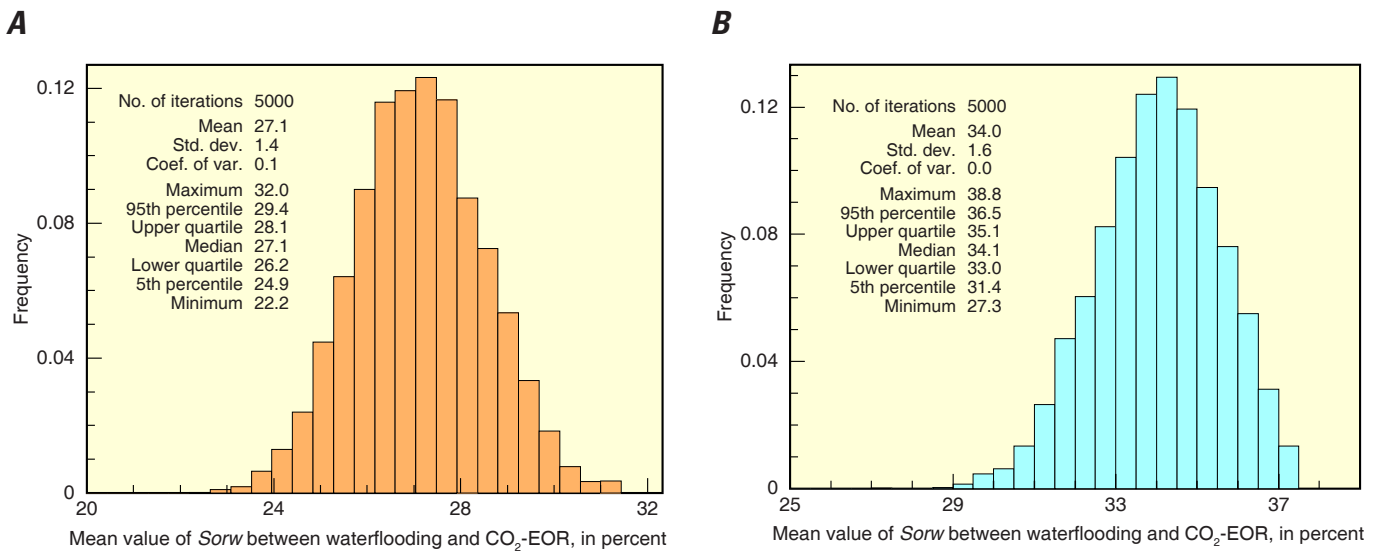 A
0.12
0.08
0.04
0
Frequency
No. of iterations 5000
Mean 27.1
Std. dev. 1.4
Coef. of var. 0.1
Maximum 32.0
95th percentile 29.4
Upper quartile 28.1
Median 27.1
Lower quartile 26.2
5th percentile 24.9
Minimum 22.2
20 24 28 32
Mean value of Sorw between waterflooding and CO₂-EOR, in percent
B
0.12
0.08
0.04
0
Frequency
No. of iterations 5000
Mean 34.0
Std. dev. 1.6
Coef. of var. 0.0
Maximum 38.8
95th percentile 36.5
Upper quartile 35.1
Median 34.1
Lower quartile 33.0
5th percentile 31.4
Minimum 27.3
25 29 33 37
Mean value of Sorw between waterflooding and CO₂-EOR, in percent